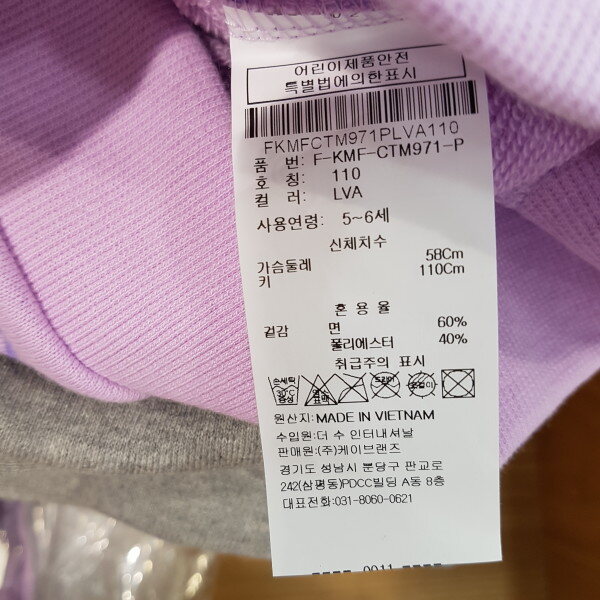 어린이제품안전
특별법에의한표시
FKMFCTM971PLVA110
품 번: F-KMF-CTM971-P
호 칭: 110
컬 러: LVA
사용연령: 5~6세
신체치수
가슴둘레 58Cm
키 110Cm
혼 용 율
겉감 면 60%
폴리에스터 40%
취급주의 표시
원산지: MADE IN VIETNAM
수입원: 더 수 인터내셔날
판매원: (주)케이브랜즈
경기도 성남시 분당구 판교로
242(삼평동)PDCC빌딩 A동 8층
대표전화:031-8060-0621
0011